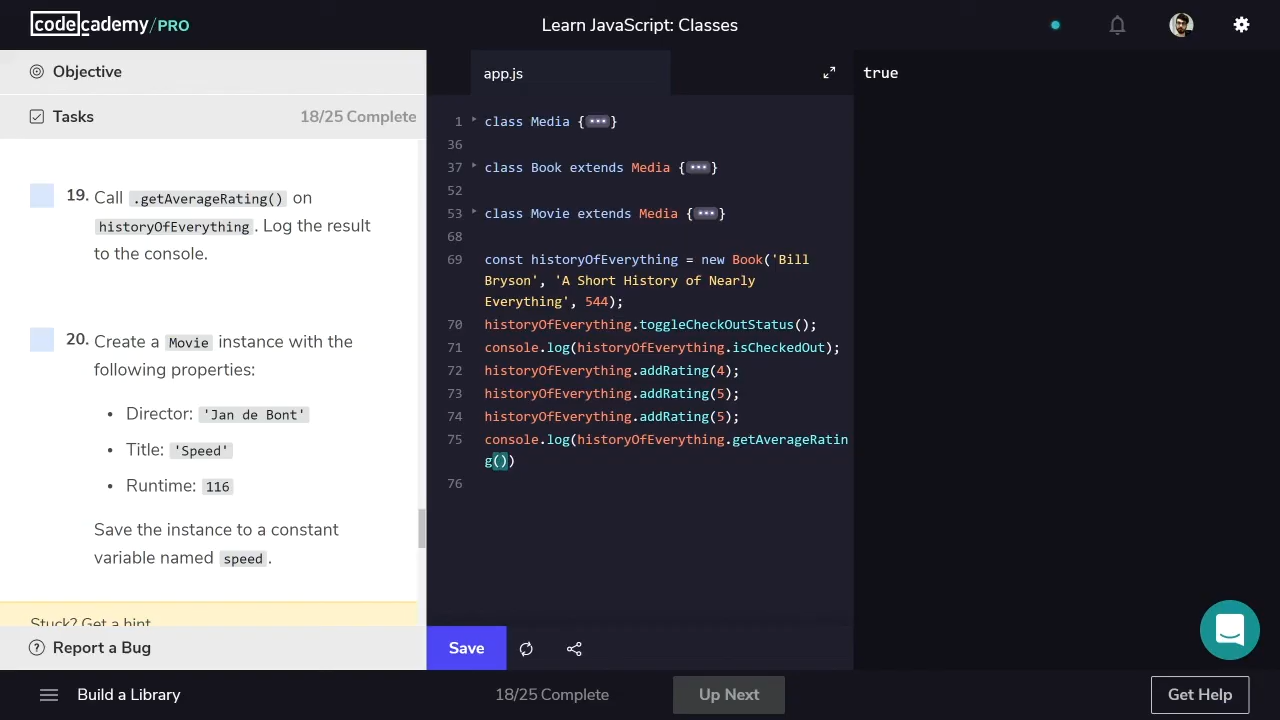 codecademy/PRO
Learn JavaScript: Classes
Objective
Tasks
18/25 Complete
19. Call .getAverageRating() on
historyOfEverything. Log the result
to the console.
20. Create a Movie instance with the
following properties:
• Director: 'Jan de Bont'
• Title: 'Speed'
• Runtime: 116
Save the instance to a constant
variable named speed.
Stuck? Get a hint
Report a Bug
app.js
1 class Media {•••}
36
37 class Book extends Media {•••}
52
53 class Movie extends Media {•••}
68
69 const historyOfEverything = new Book('Bill
Bryson', 'A Short History of Nearly
Everything', 544);
70 historyOfEverything.toggleCheckOutStatus();
71 console.log(historyOfEverything.isCheckedOut);
72 historyOfEverything.addRating(4);
73 historyOfEverything.addRating(5);
74 historyOfEverything.addRating(5);
75 console.log(historyOfEverything.getAverageRatin
g())
76
Save
true
Build a Library
18/25 Complete
Up Next
Get Help